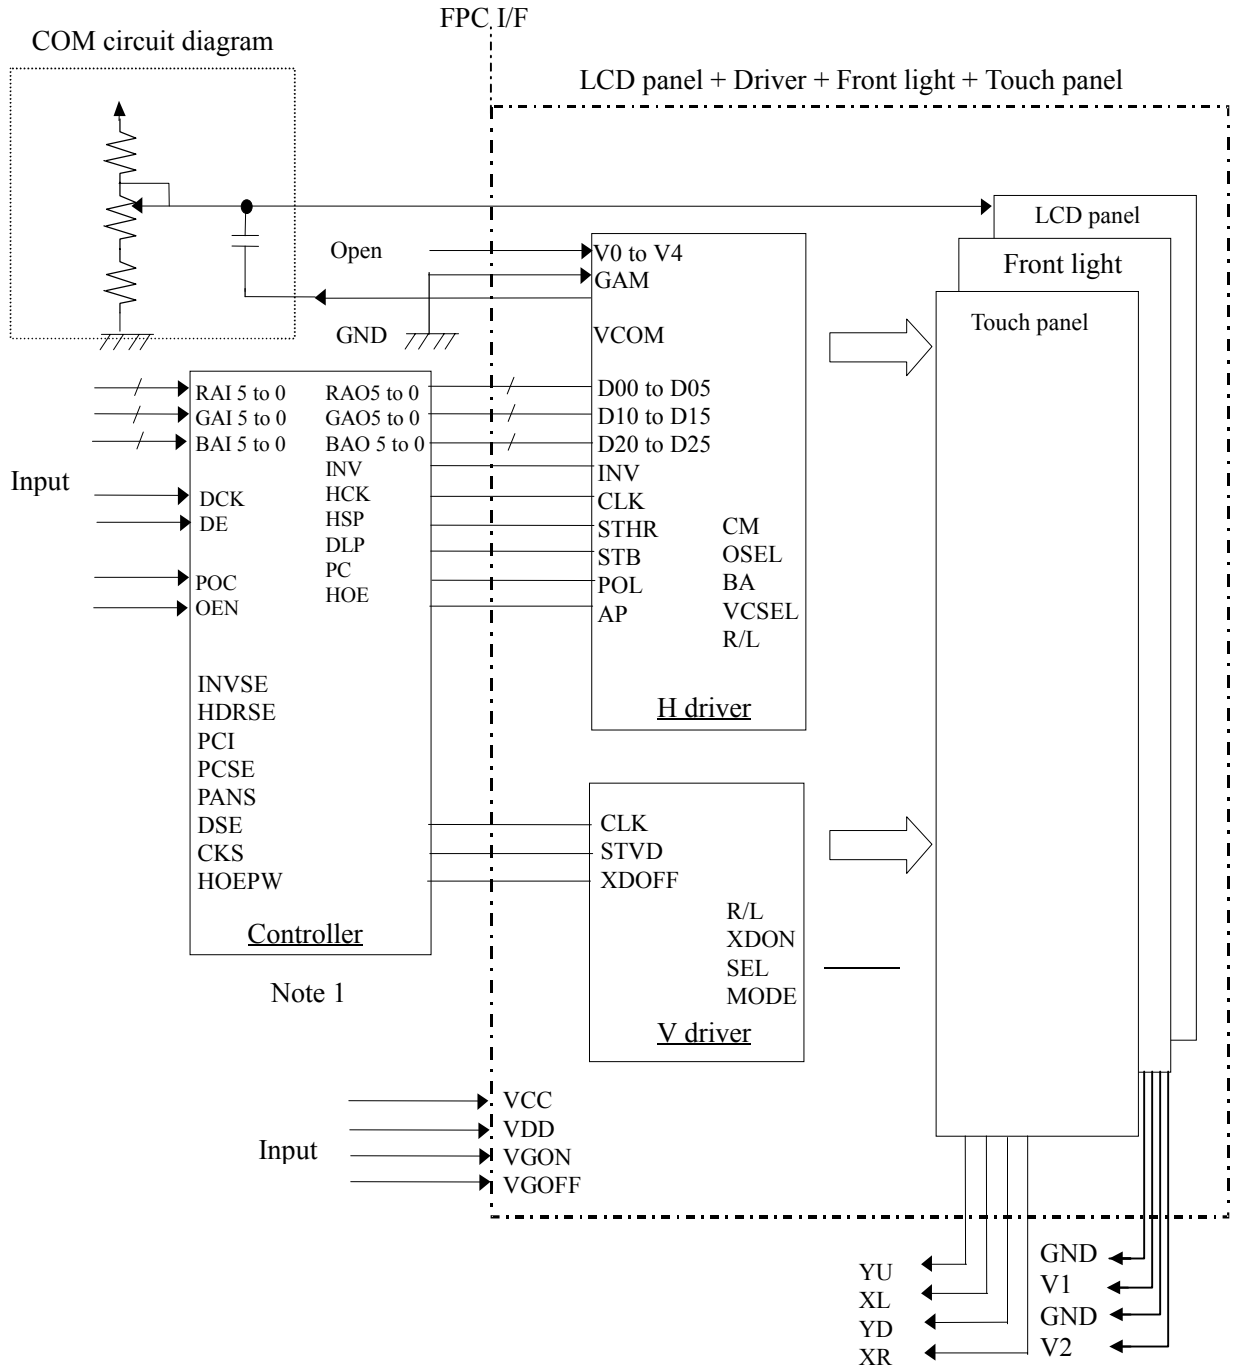 FPC I/F
COM circuit diagram
LCD panel + Driver + Front light + Touch panel
LCD panel
Front light
Touch panel
Open
GND
V0 to V4
GAM
VCOM
D00 to D05
D10 to D15
D20 to D25
INV
CLK
STHR
STB
POL
AP
CM
OSEL
BA
VCSEL
R/L
H driver
Input
RAI 5 to 0
GAI 5 to 0
BAI 5 to 0
DCK
DE
POC
OEN
RAO5 to 0
GAO5 to 0
BAO 5 to 0
INV
HCK
HSP
DLP
PC
HOE
INVSE
HDRSE
PCI
PCSE
PANS
DSE
CKS
HOEPW
Controller
Note 1
CLK
STVD
XDOFF
R/L
XDON
SEL
MODE
V driver
Input
VCC
VDD
VGON
VGOFF
YU
XL
YD
XR
GND
V1
GND
V2